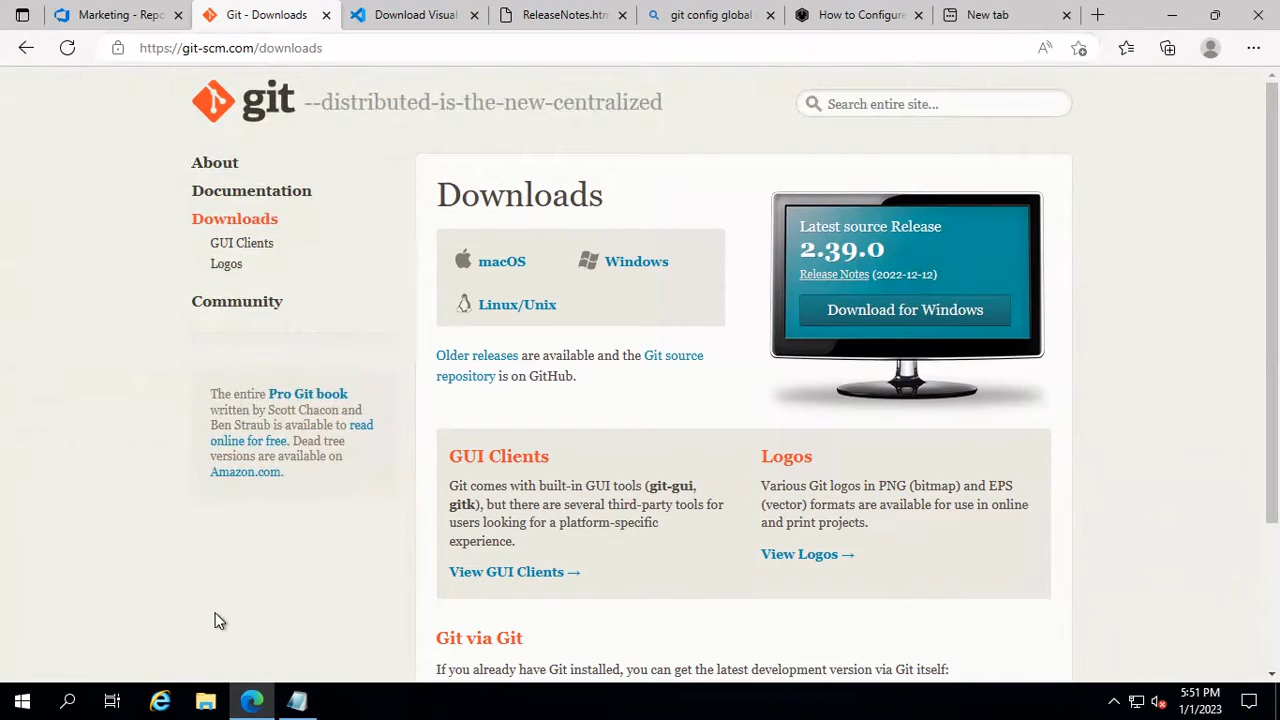 Marketing - Repo
Git - Downloads
Download Visual
ReleaseNotes.htm
git config global
How to Configure
New tab
https://git-scm.com/downloads
git --distributed-is-the-new-centralized
Search entire site...
About
Documentation
Downloads
GUI Clients
Logos
Community
The entire Pro Git book
written by Scott Chacon and
Ben Straub is available to read
online for free. Dead tree
versions are available on
Amazon.com.
Downloads
macOS
Windows
Linux/Unix
Older releases are available and the Git source
repository is on GitHub.
Latest source Release
2.39.0
Release Notes (2022-12-12)
Download for Windows
GUI Clients
Git comes with built-in GUI tools (git-gui,
gitk), but there are several third-party tools for
users looking for a platform-specific
experience.
View GUI Clients →
Logos
Various Git logos in PNG (bitmap) and EPS
(vector) formats are available for use in online
and print projects.
View Logos →
Git via Git
If you already have Git installed, you can get the latest development version via Git itself:
5:51 PM
1/1/2023